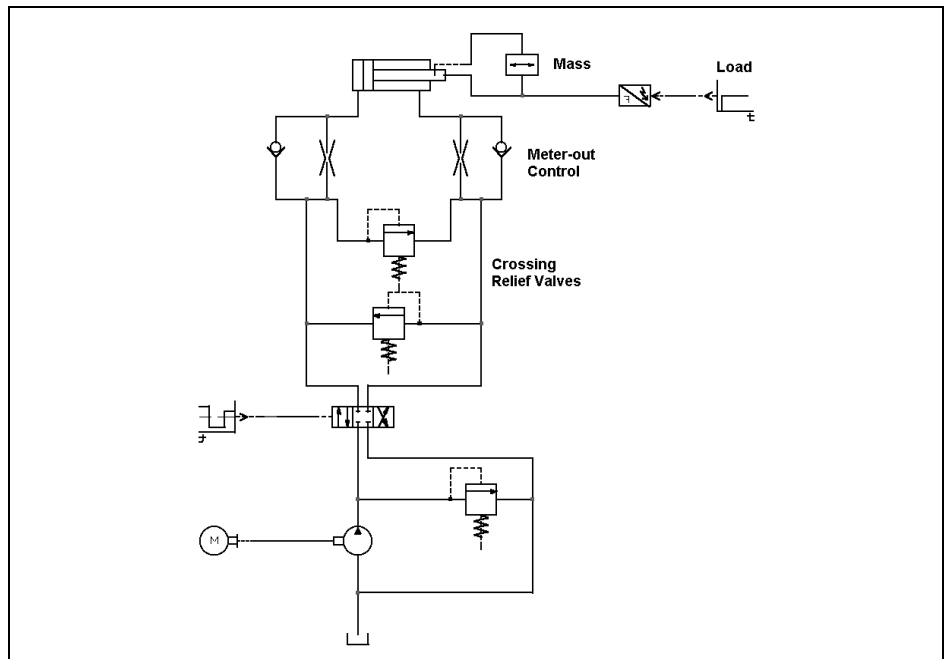 Mass
Load
t
Meter-out
Control
Crossing
Relief Valves
t
M